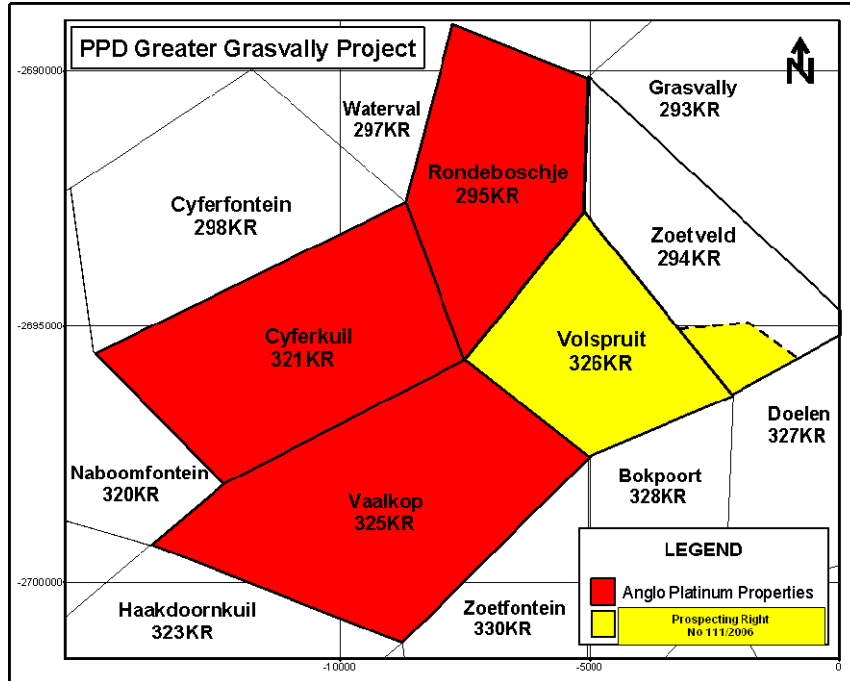 PPD Greater Grasvally Project
N
-2690000
Grasvally
293KR
Waterval
297KR
Rondeboschje
295KR
Cyferfontein
298KR
Zoetveld
294KR
-2695000
Cyferkuil
321KR
Volspruit
326KR
Doelen
327KR
Naboomfontein
320KR
Bokpoort
328KR
Vaalkop
325KR
LEGEND
Anglo Platinum Properties
Prospecting Right
No 111/2006
-2700000
Haakdoornkuil
323KR
Zoetfontein
330KR
-10000
-5000
0